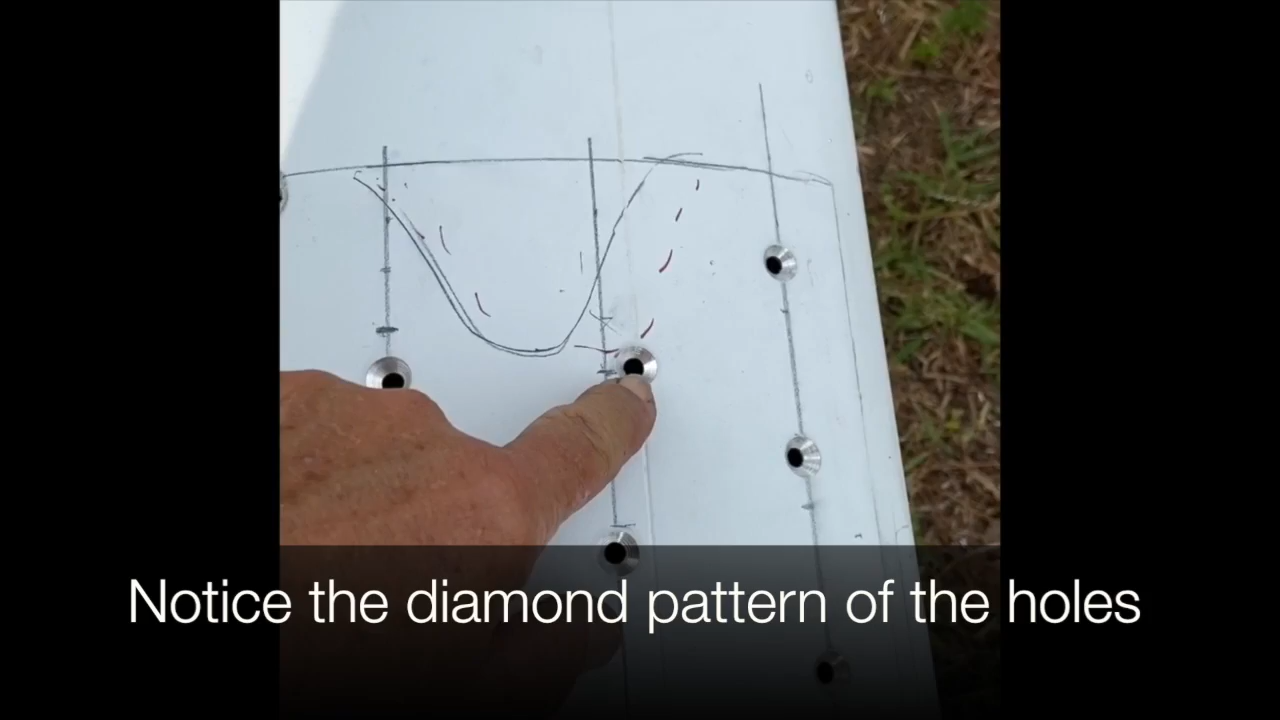 Notice the diamond pattern of the holes